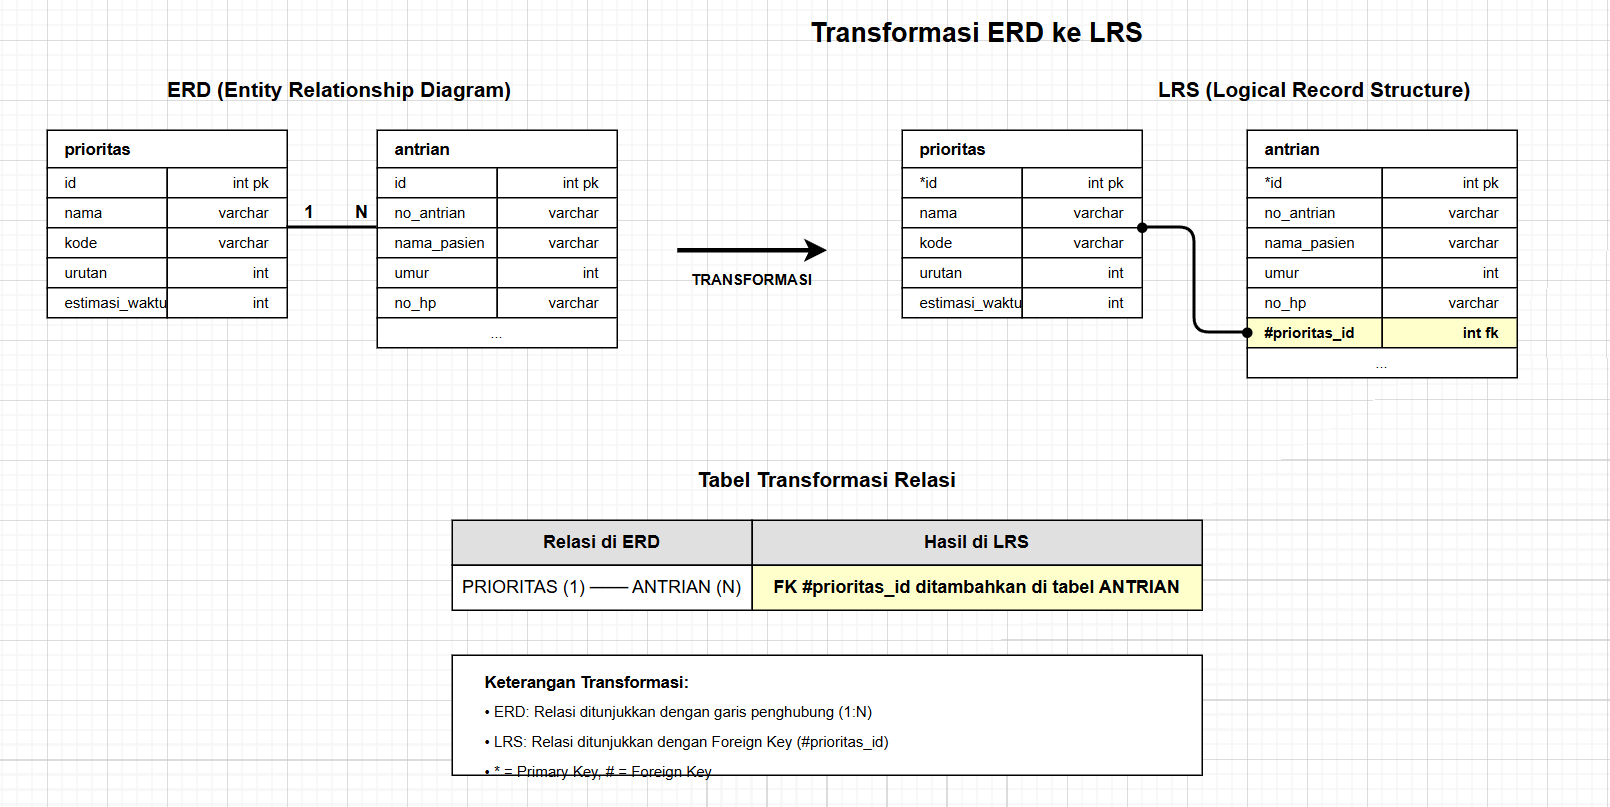 Transformasi ERD ke LRS
ERD (Entity Relationship Diagram)
prioritas
id int pk
nama varchar
kode varchar
urutan int
estimasi_waktu int
1 N
antrian
id int pk
no_antrian varchar
nama_pasien varchar
umur int
no_hp varchar
...
TRANSFORMASI
LRS (Logical Record Structure)
prioritas
*id int pk
nama varchar
kode varchar
urutan int
estimasi_waktu int
antrian
*id int pk
no_antrian varchar
nama_pasien varchar
umur int
no_hp varchar
#prioritas_id int fk
...
Tabel Transformasi Relasi
Relasi di ERD Hasil di LRS
PRIORITAS (1) —— ANTRIAN (N) FK #prioritas_id ditambahkan di tabel ANTRIAN
Keterangan Transformasi:
• ERD: Relasi ditunjukkan dengan garis penghubung (1:N)
• LRS: Relasi ditunjukkan dengan Foreign Key (#prioritas_id)
• * = Primary Key, # = Foreign Key